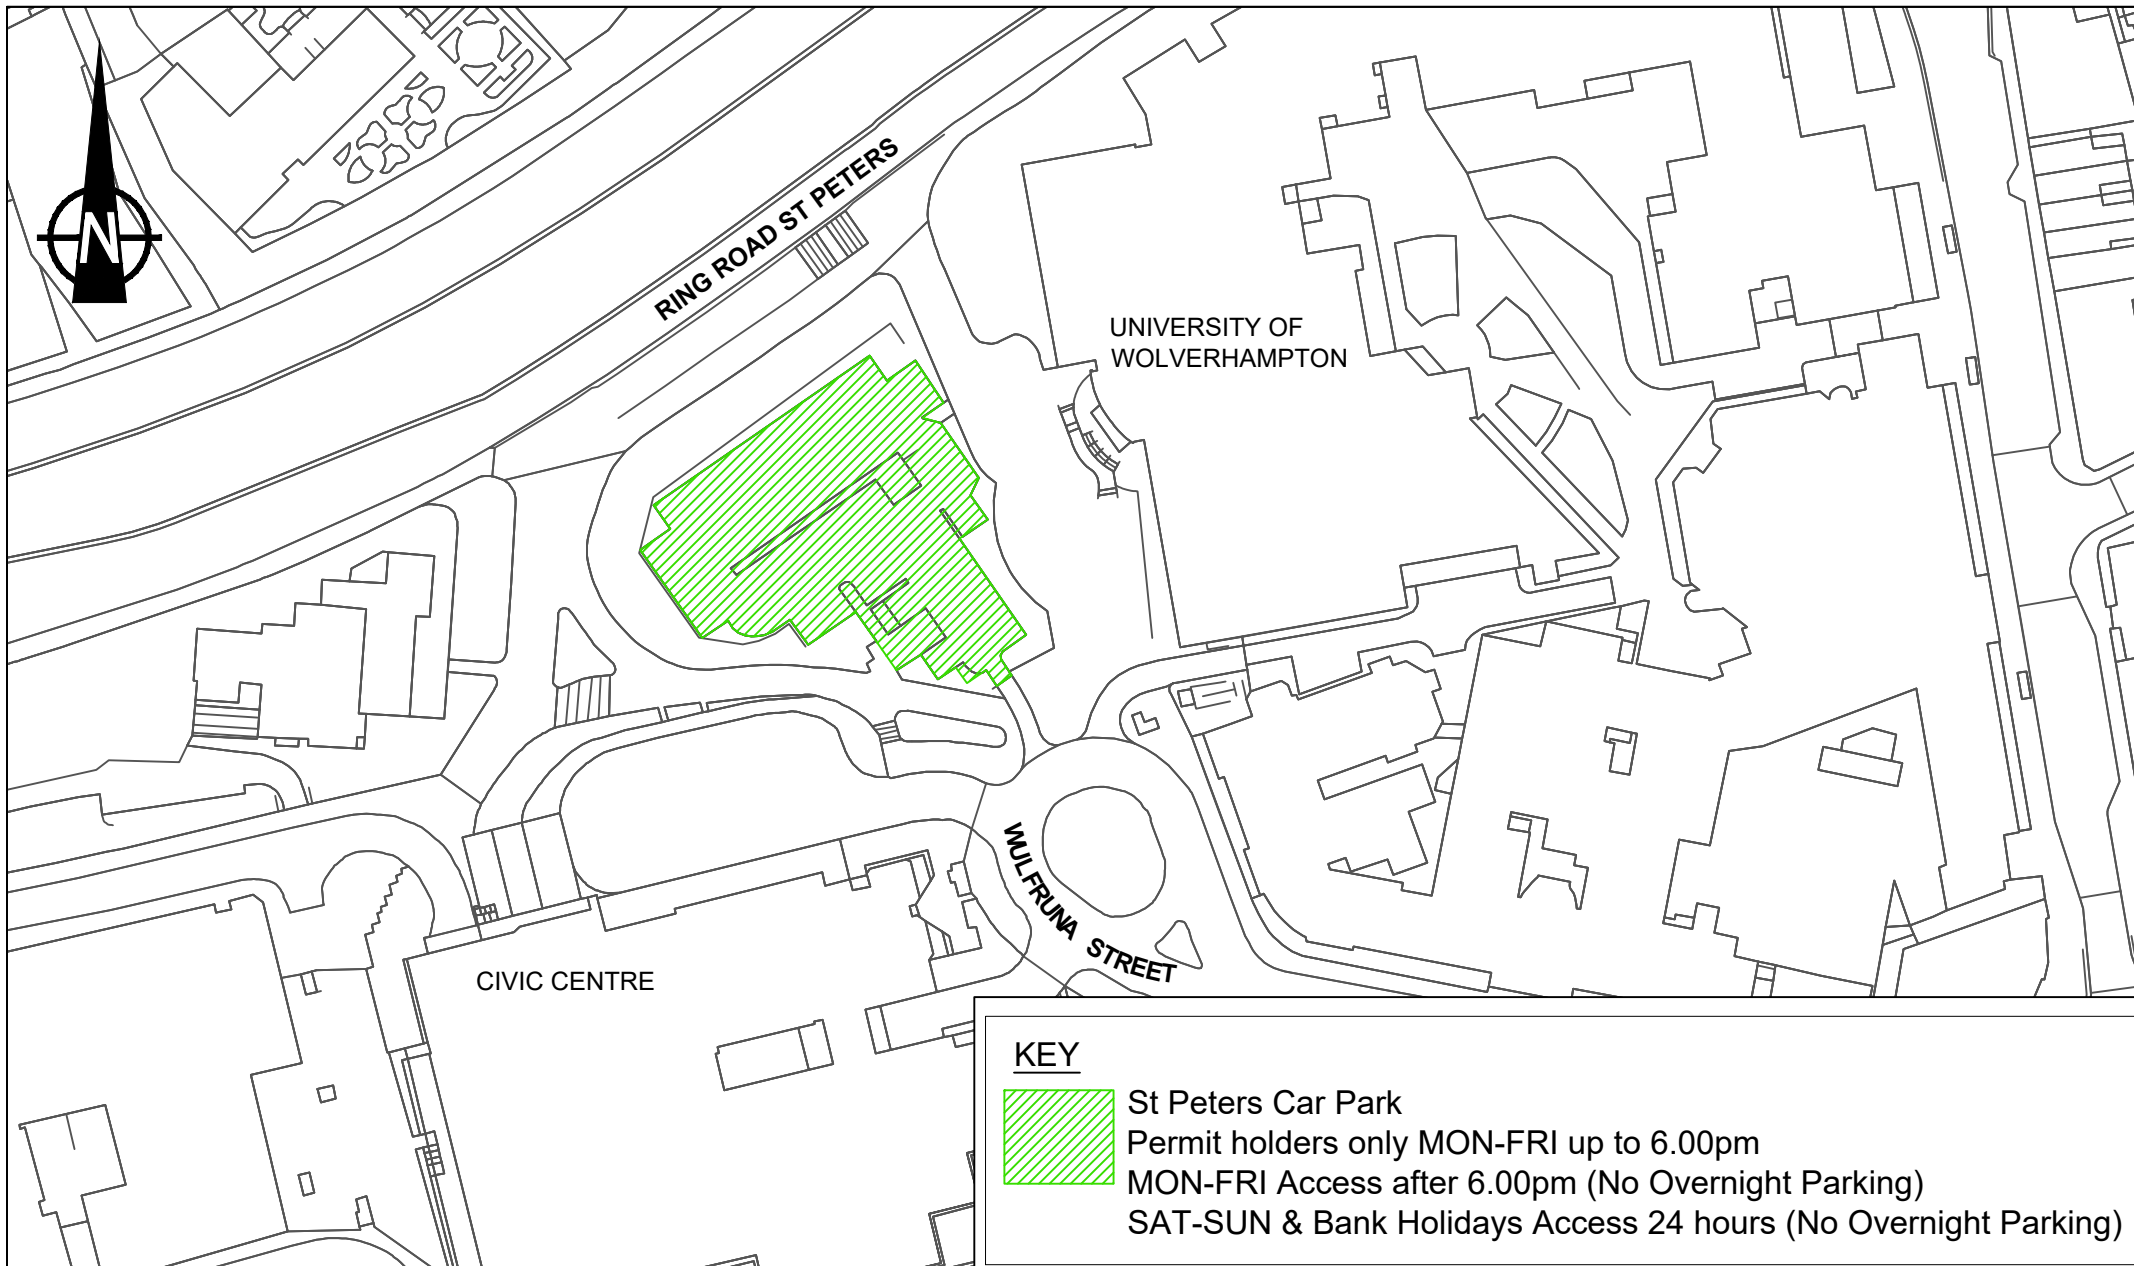 N
RING ROAD ST PETERS
UNIVERSITY OF
WOLVERHAMPTON
WULFRUNA STREET
CIVIC CENTRE
KEY
St Peters Car Park
Permit holders only MON-FRI up to 6.00pm
MON-FRI Access after 6.00pm (No Overnight Parking)
SAT-SUN & Bank Holidays Access 24 hours (No Overnight Parking)